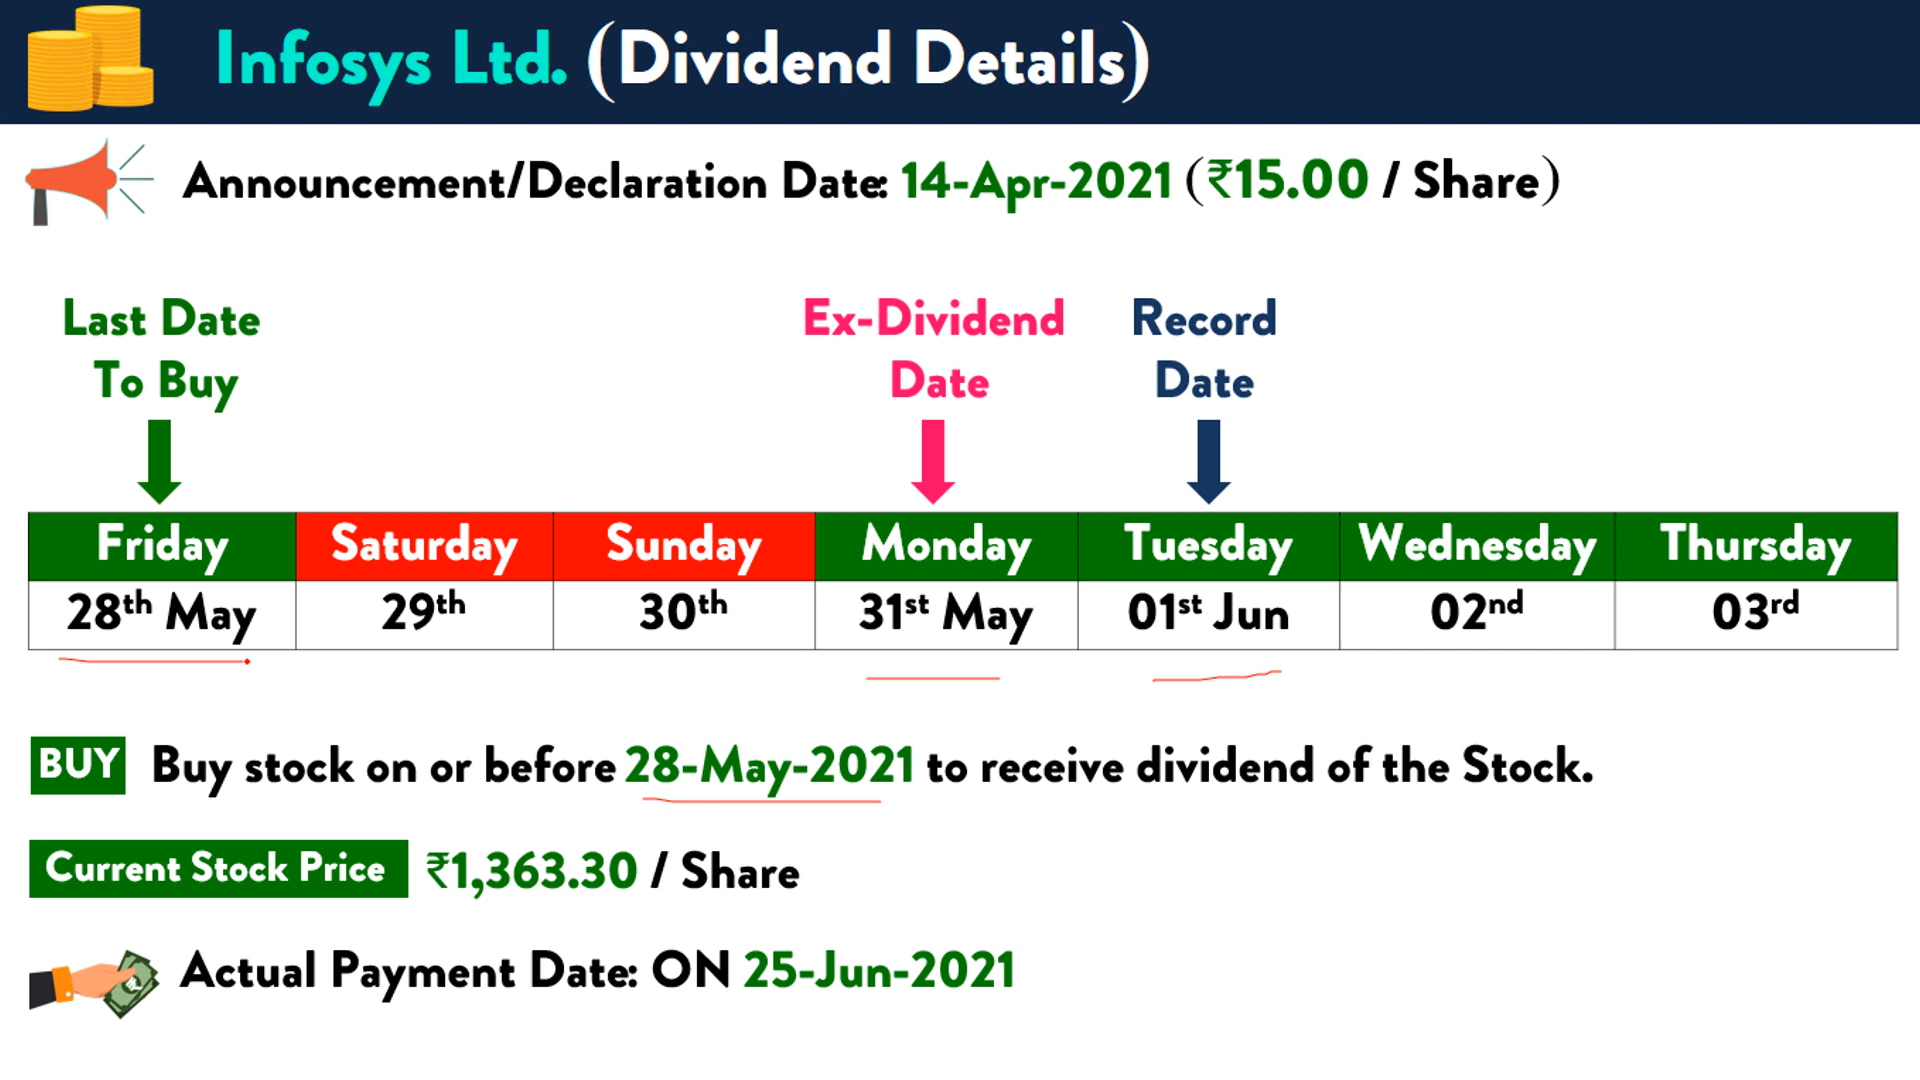 Infosys Ltd. (Dividend Details)
Announcement/Declaration Date: 14-Apr-2021 (₹15.00 / Share)
Last Date
To Buy
Ex-Dividend
Date
Record
Date
Friday Saturday Sunday Monday Tuesday Wednesday Thursday
28th May 29th 30th 31st May 01st Jun 02nd 03rd
BUY Buy stock on or before 28-May-2021 to receive dividend of the Stock.
Current Stock Price ₹1,363.30 / Share
Actual Payment Date: ON 25-Jun-2021